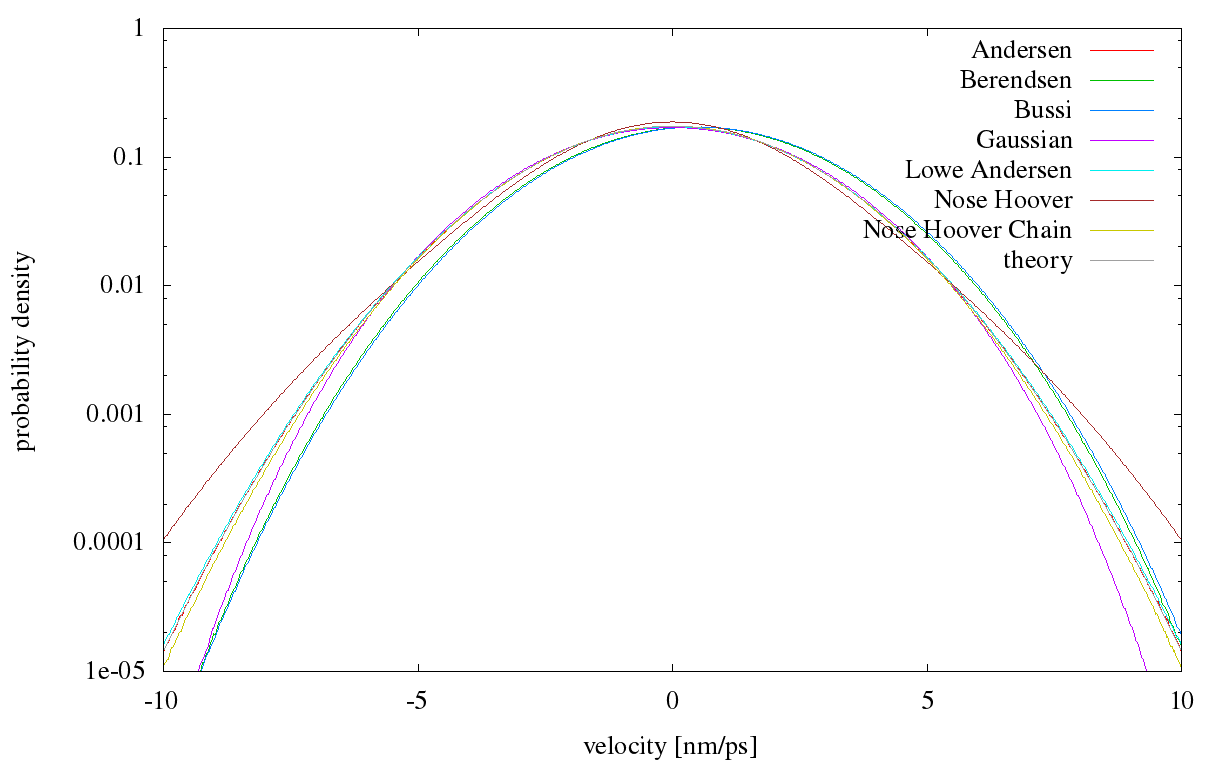 1
0.1
0.01
0.001
0.0001
1e-05
-10
-5
0
5
10
probability density
velocity [nm/ps]
Andersen
Berendsen
Bussi
Gaussian
Lowe Andersen
Nose Hoover
Nose Hoover Chain
theory